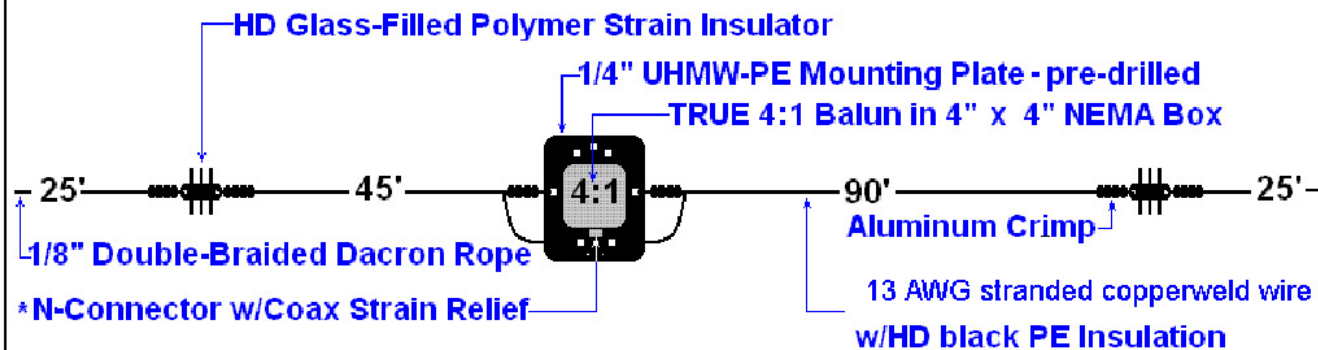 HD Glass-Filled Polymer Strain Insulator
1/4" UHMW-PE Mounting Plate - pre-drilled
TRUE 4:1 Balun in 4" x 4" NEMA Box
25' 45' 4:1 90' 25'
Aluminum Crimp
1/8" Double-Braided Dacron Rope
*N-Connector w/Coax Strain Relief
13 AWG stranded copperweld wire
w/HD black PE Insulation